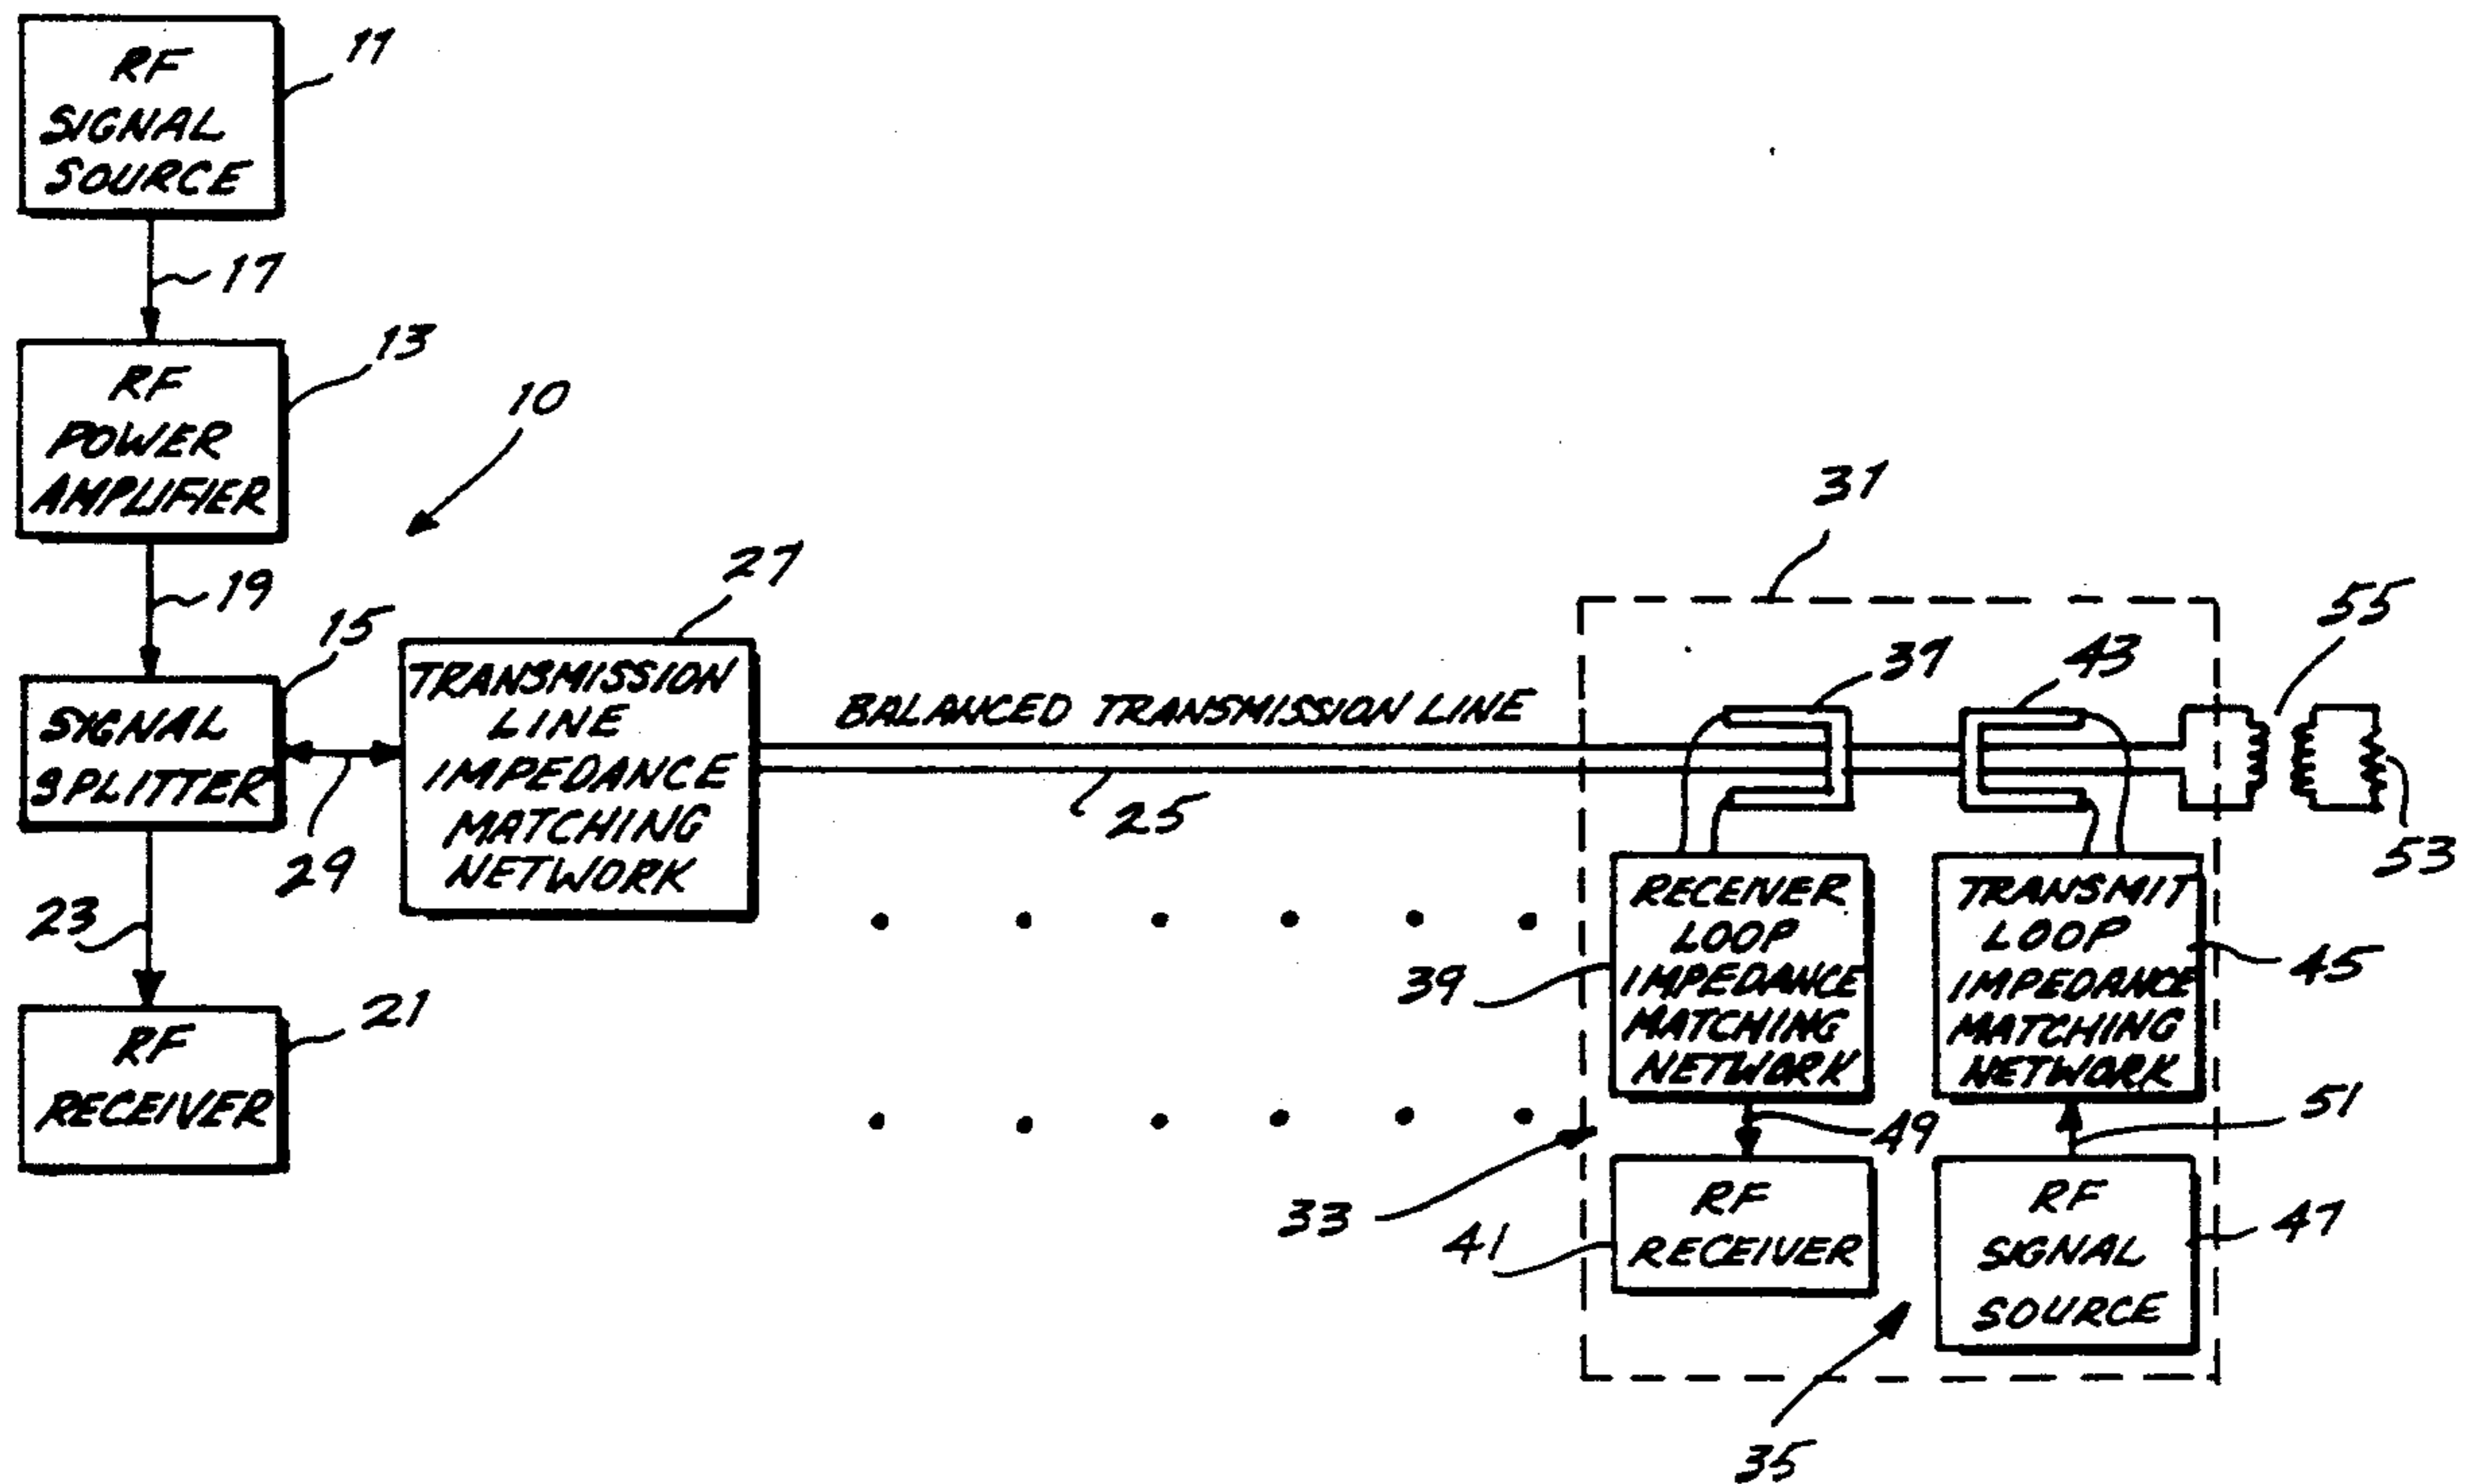 RF
SIGNAL
SOURCE
11
17
RF
POWER
AMPLIFIER
13
10
19
SIGNAL
SPLITTER
15
29
TRANSMISSION
LINE
IMPEDANCE
MATCHING
NETWORK
27
23
RF
RECEIVER
21
BALANCED TRANSMISSION LINE
25
31
37
43
55
53
RECEIVER
LOOP
IMPEDANCE
MATCHING
NETWORK
39
TRANSMIT
LOOP
IMPEDANCE
MATCHING
NETWORK
45
49
51
33
41
RF
RECEIVER
RF
SIGNAL
SOURCE
47
35